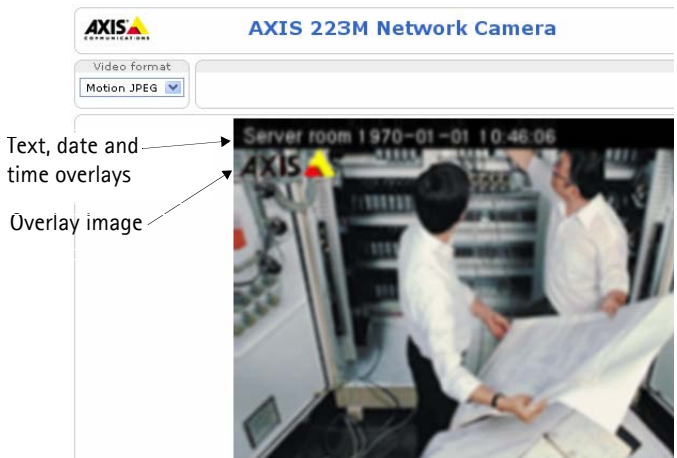 AXIS
COMMUNICATIONS
AXIS 223M Network Camera
Video format
Motion JPEG
Text, date and
time overlays
Overlay image
Server room 1970-01-01 10:46:06
AXIS